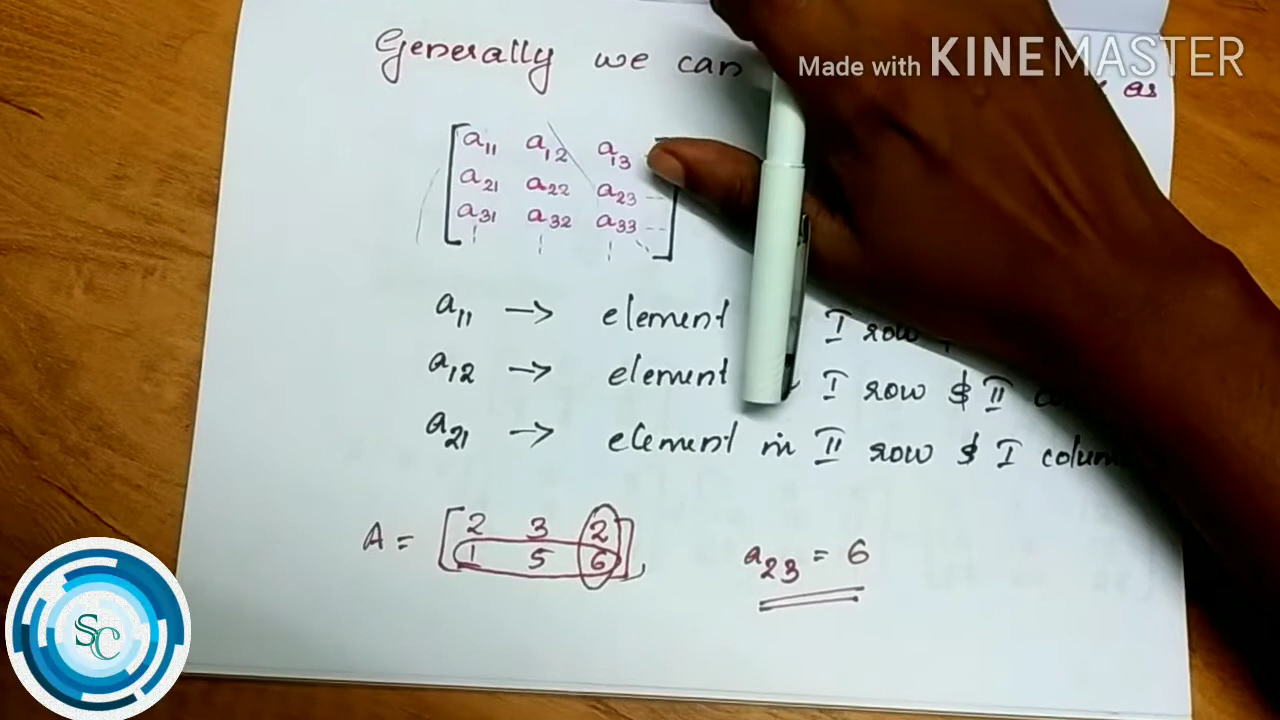 Made with KINEMASTER
Generally we can as
a11 a12 a13
a21 a22 a23 --
a31 a32 a33 --
a11 -> element I row
a12 -> element I row & II
a21 -> element in II row & I colum
A = [2 3 2
1 5 6]
a23 = 6
SC